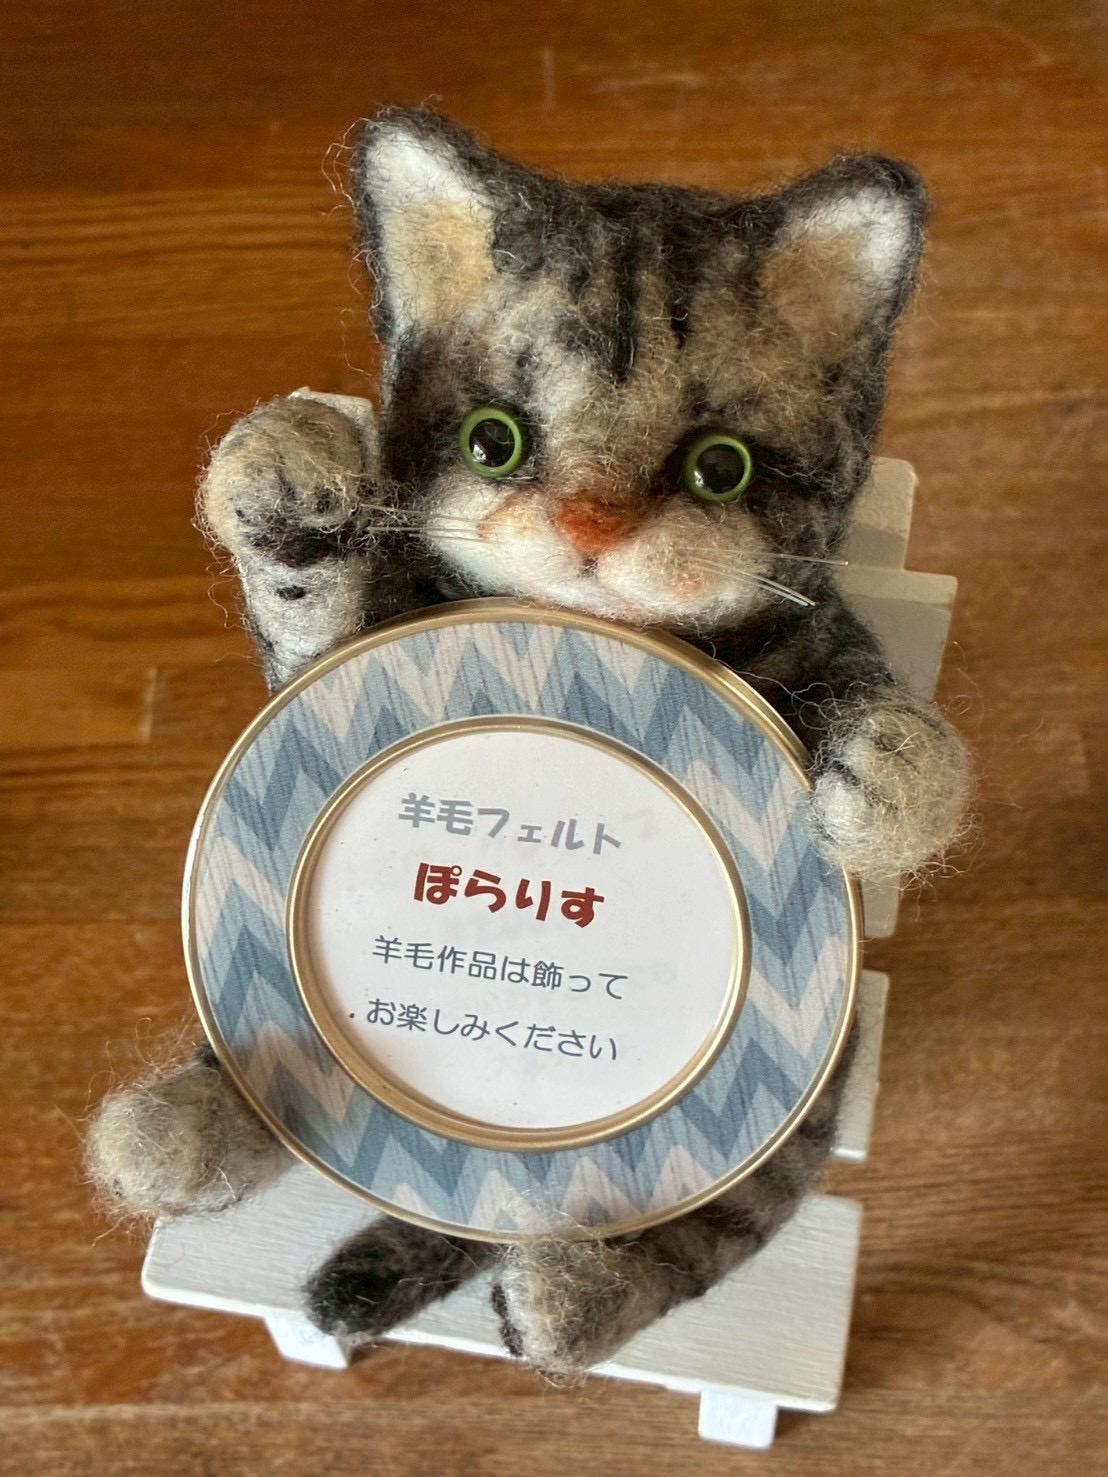 羊毛フェルト
ぽらりす
羊毛作品は飾って
お楽しみください